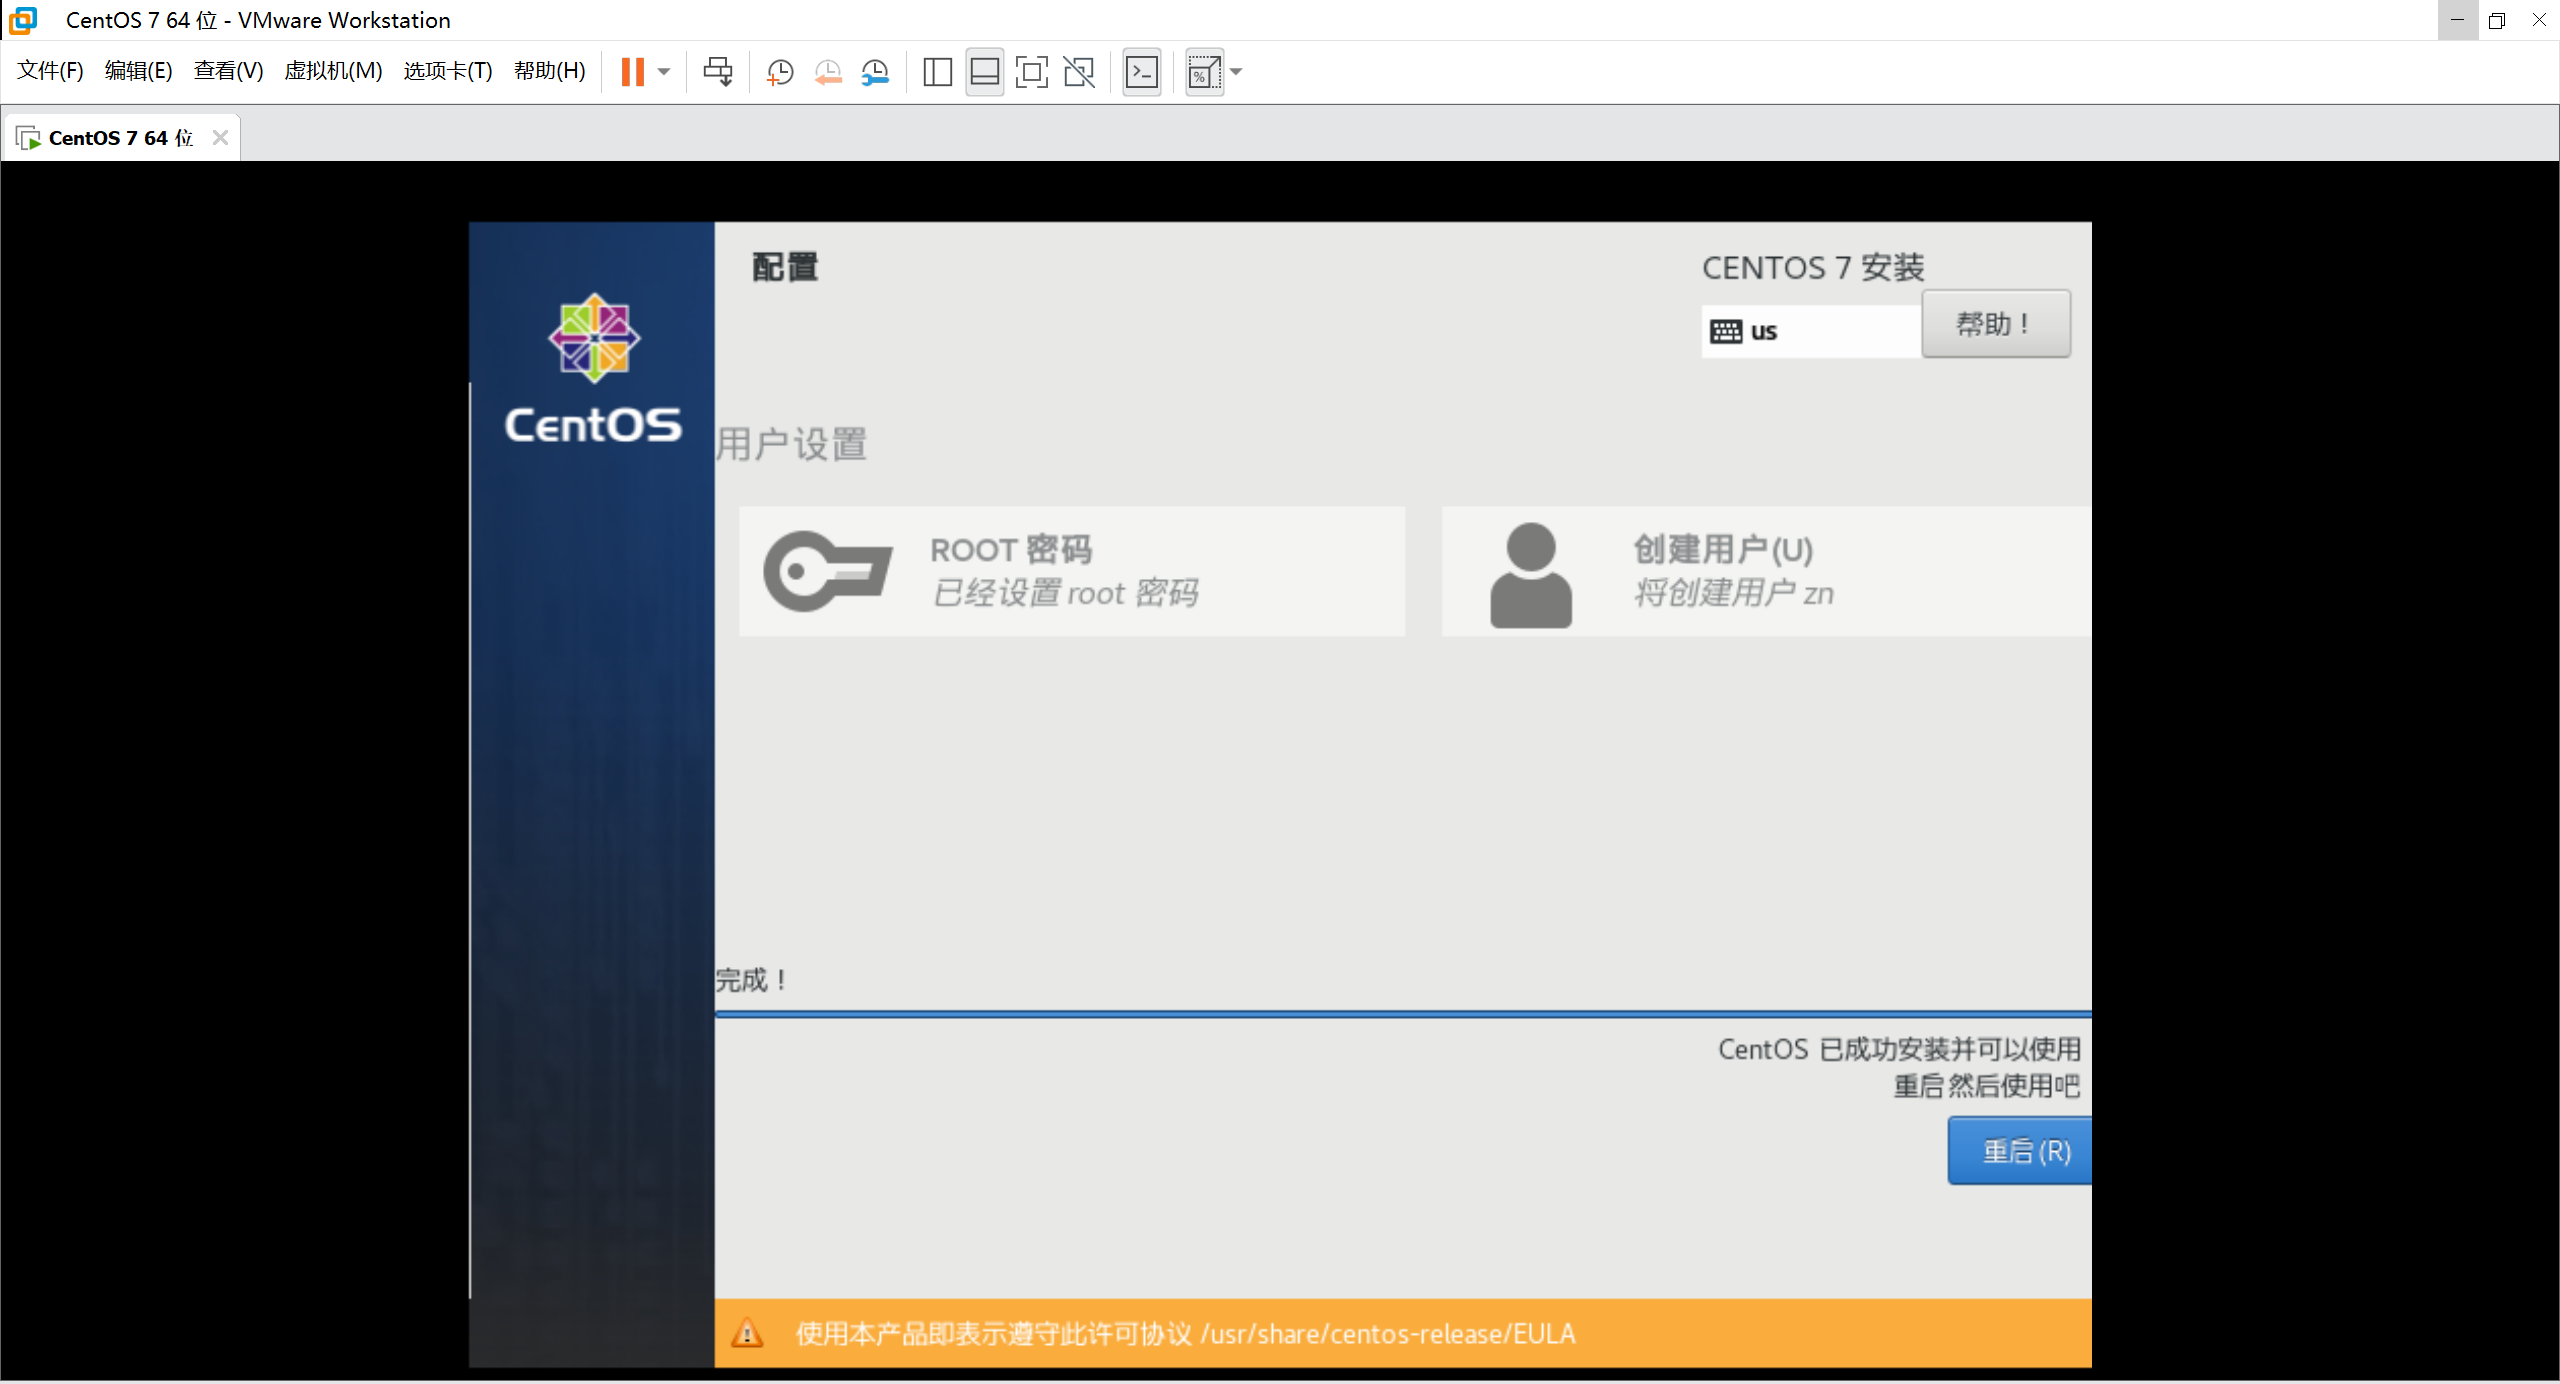 CentOS 7 64 位 - VMware Workstation
文件(F) 编辑(E) 查看(V) 虚拟机(M) 选项卡(T) 帮助(H)
CentOS 7 64 位
配置
CENTOS 7 安装
us
帮助！
CentOS
用户设置
ROOT 密码
已经设置 root 密码
创建用户(U)
将创建用户 zn
完成！
CentOS 已成功安装并可以使用
重启然后使用吧
重启(R)
使用本产品即表示遵守此许可协议 /usr/share/centos-release/EULA